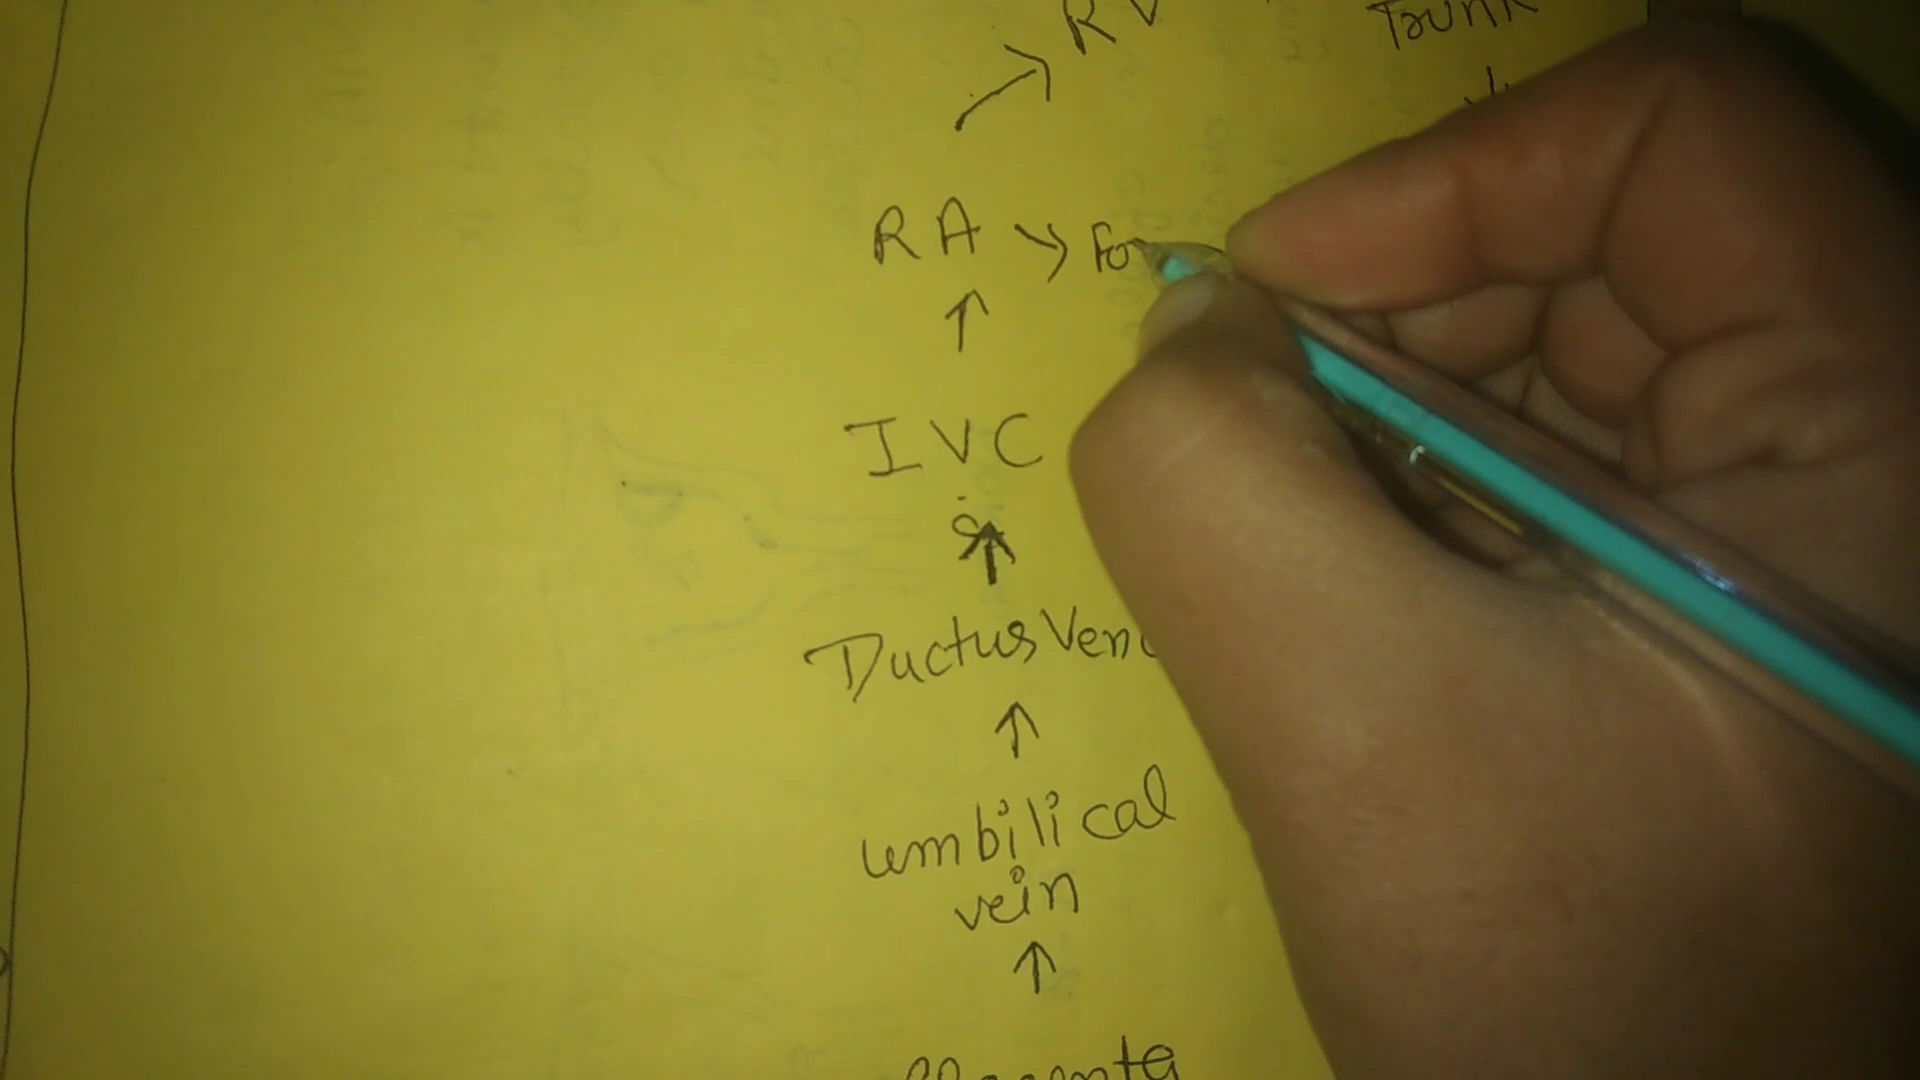 RV
Trunk
RA → Fo
↑
IVC
↑
Ductus Ven
↑
umbilical
vein
↑